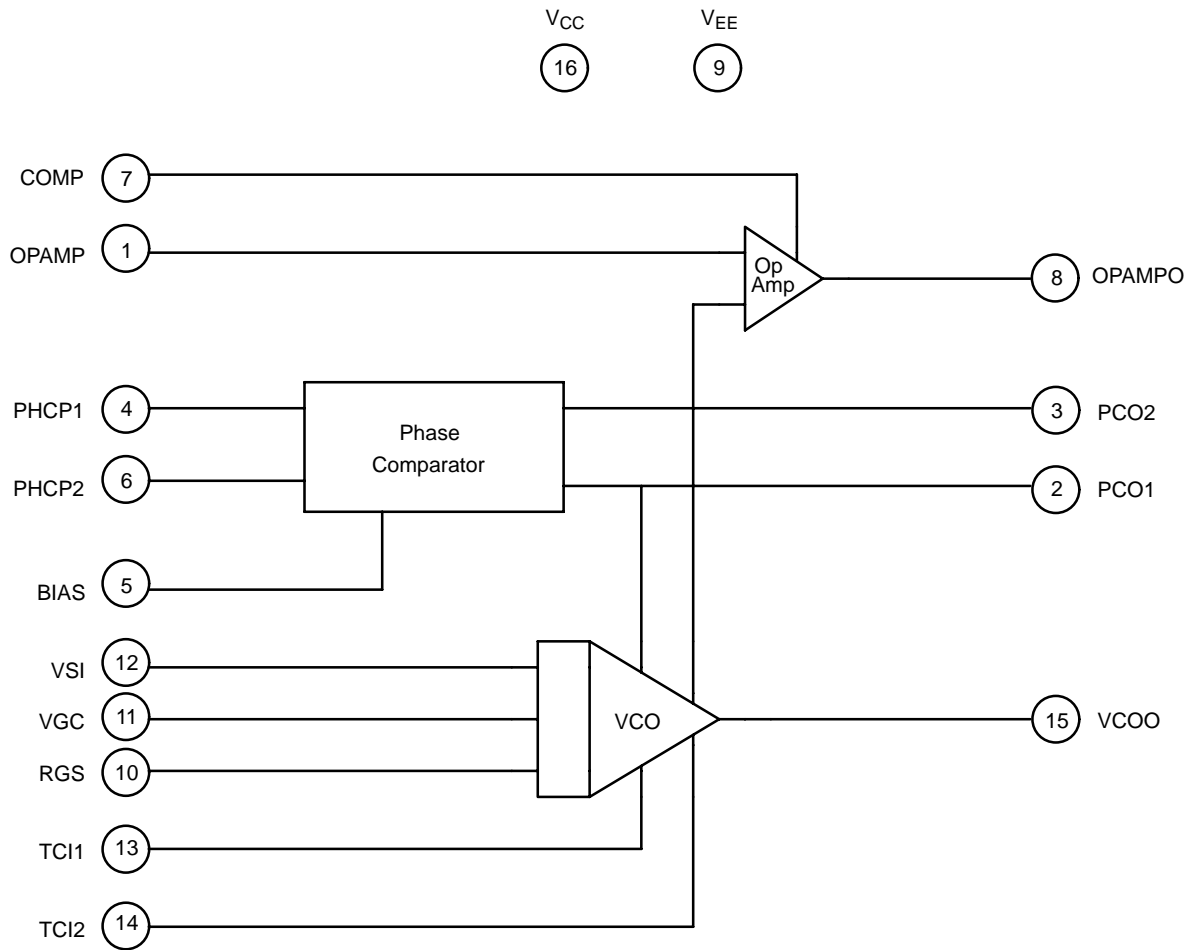 VCC VEE
16 9
COMP 7
OPAMP 1
Op
Amp
8 OPAMPO
PHCP1 4
3 PCO2
Phase
Comparator
PHCP2 6
2 PCO1
BIAS 5
VSI 12
VGC 11
VCO
15 VCOO
RGS 10
TCI1 13
TCI2 14